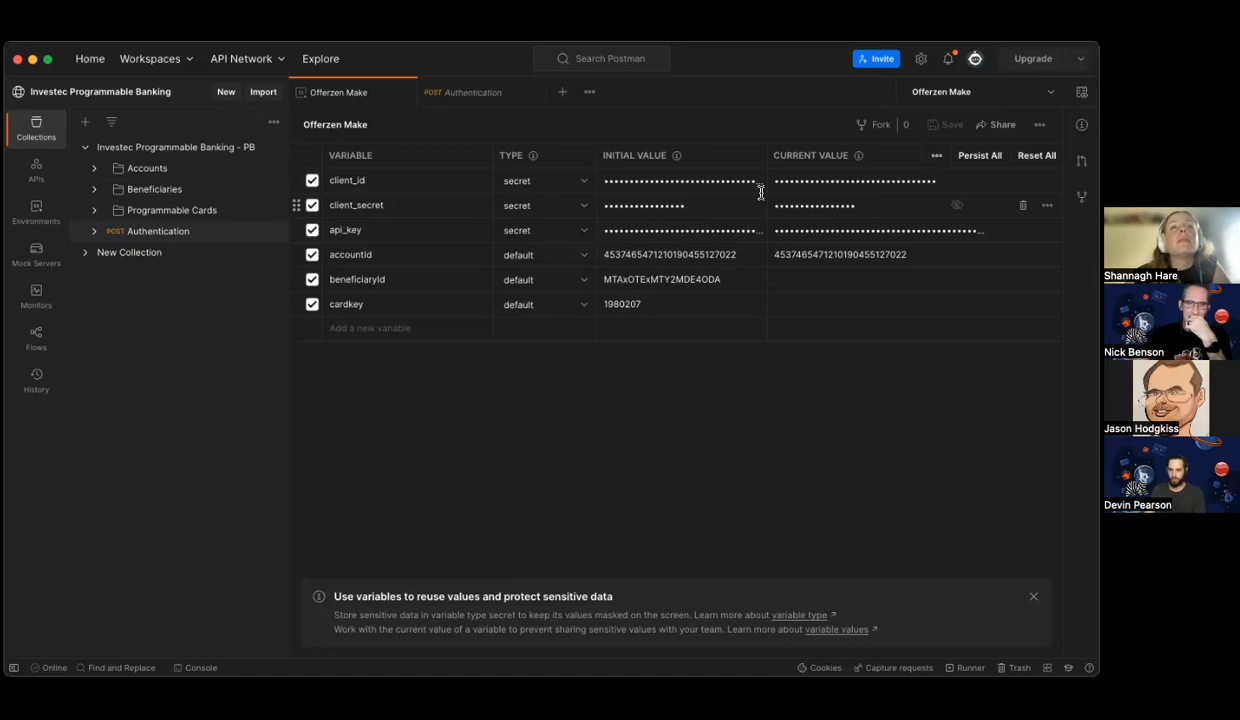 Home Workspaces API Network Explore Search Postman Invite Upgrade
Investec Programmable Banking New Import Offerzen Make POST Authentication Offerzen Make
Collections
APIs
Environments
Mock Servers
Monitors
Flows
History
Investec Programmable Banking - PB
Accounts
Beneficiaries
Programmable Cards
POST Authentication
New Collection
Offerzen Make Fork 0 Save Share
VARIABLE TYPE INITIAL VALUE CURRENT VALUE Persist All Reset All
client_id secret
client_secret secret
api_key secret
accountId default 4537465471210190455127022 4537465471210190455127022
beneficiaryId default MTAxOTExMTY2MDE4ODA
cardkey default 1980207
Add a new variable
Use variables to reuse values and protect sensitive data
Store sensitive data in variable type secret to keep its values masked on the screen. Learn more about variable type ↗
Work with the current value of a variable to prevent sharing sensitive values with your team. Learn more about variable values ↗
Online Find and Replace Console Cookies Capture requests Runner Trash
Shannagh Hare
Nick Benson
Jason Hodgkiss
Devin Pearson